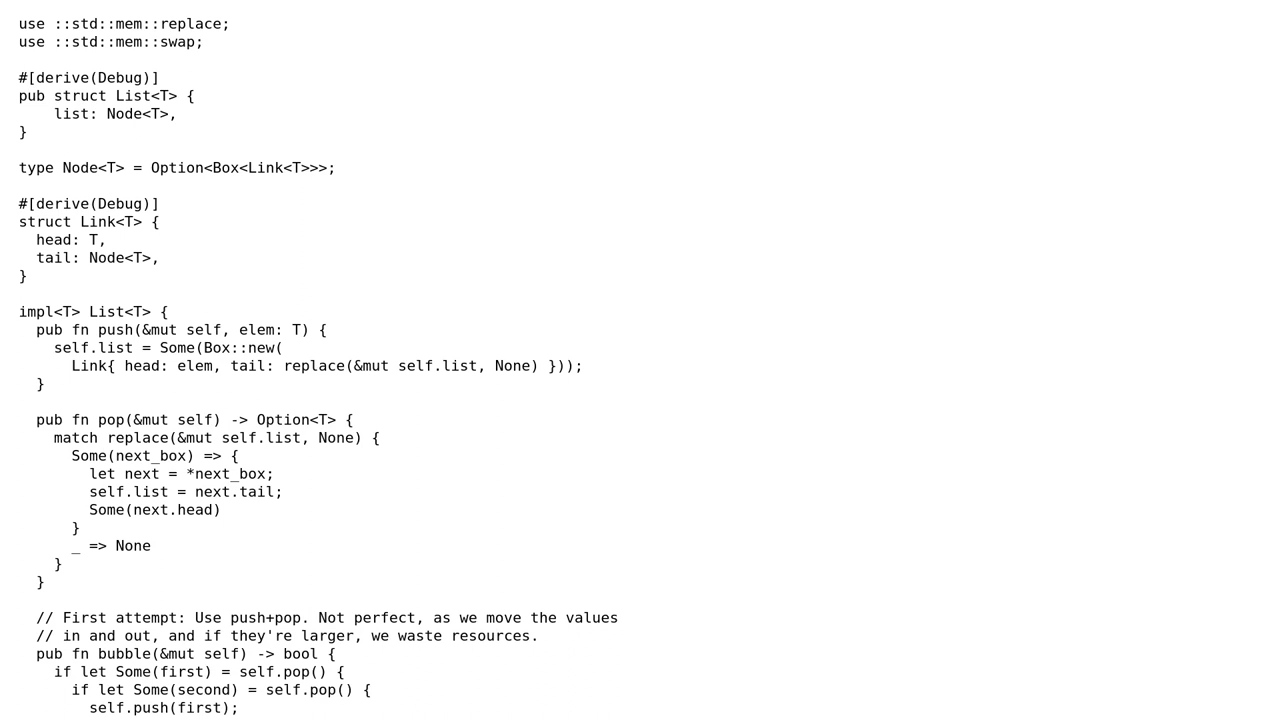 use ::std::mem::replace;
use ::std::mem::swap;

#[derive(Debug)]
pub struct List<T> {
    list: Node<T>,
}

type Node<T> = Option<Box<Link<T>>>;

#[derive(Debug)]
struct Link<T> {
  head: T,
  tail: Node<T>,
}

impl<T> List<T> {
  pub fn push(&mut self, elem: T) {
    self.list = Some(Box::new(
      Link{ head: elem, tail: replace(&mut self.list, None) }));
  }

  pub fn pop(&mut self) -> Option<T> {
    match replace(&mut self.list, None) {
      Some(next_box) => {
        let next = *next_box;
        self.list = next.tail;
        Some(next.head)
      }
      _ => None
    }
  }

  // First attempt: Use push+pop. Not perfect, as we move the values
  // in and out, and if they're larger, we waste resources.
  pub fn bubble(&mut self) -> bool {
    if let Some(first) = self.pop() {
      if let Some(second) = self.pop() {
        self.push(first);